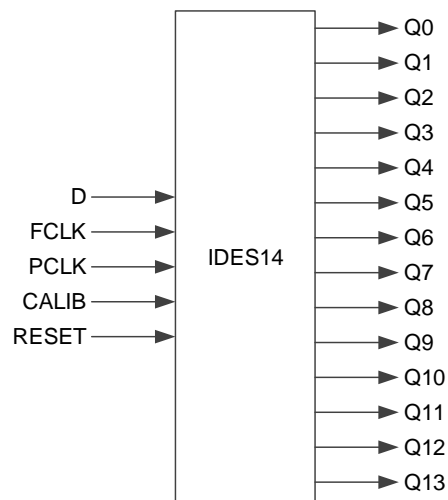 Q0
Q1
Q2
Q3
Q4
D
Q5
FCLK
Q6
IDES14
PCLK
Q7
CALIB
Q8
RESET
Q9
Q10
Q11
Q12
Q13